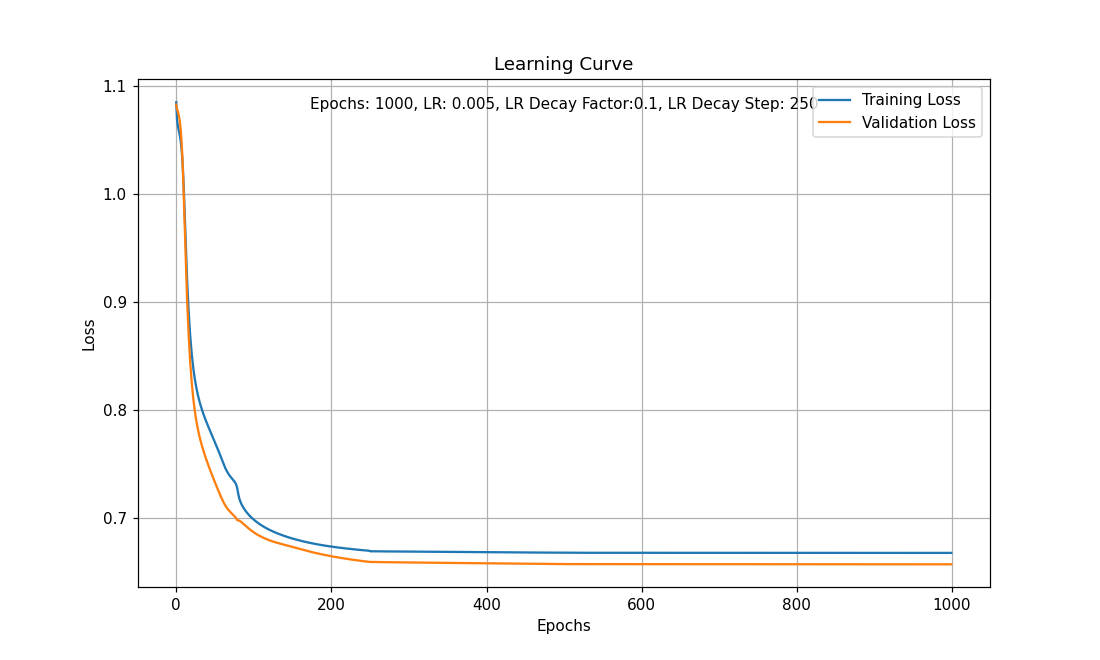 Learning Curve
Epochs: 1000, LR: 0.005, LR Decay Factor:0.1, LR Decay Step: 250
Training Loss
Validation Loss
1.1
1.0
0.9
0.8
0.7
Loss
0
200
400
600
800
1000
Epochs